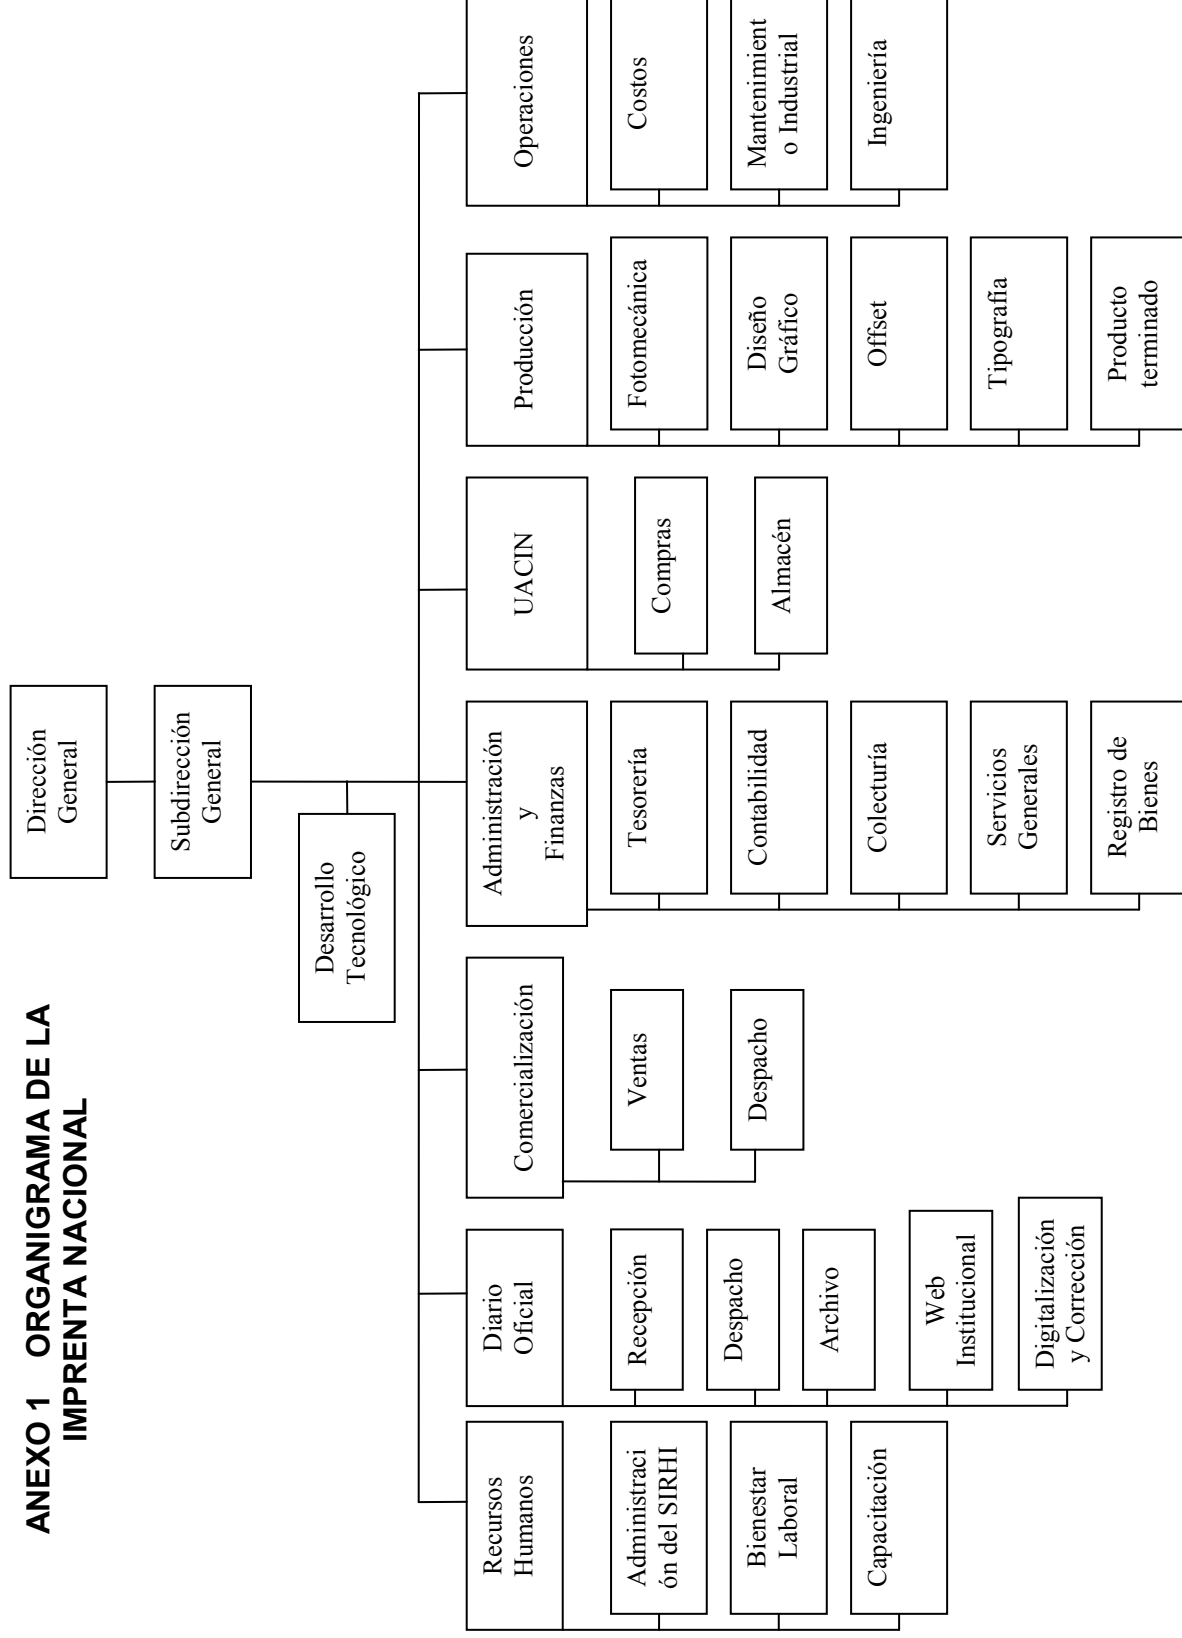 ANEXO 1 ORGANIGRAMA DE LA
IMPRENTA NACIONAL
Dirección
General
Subdirección
General
Desarrollo
Tecnológico
Recursos
Humanos
Administraci
ón del SIRHI
Bienestar
Laboral
Capacitación
Diario
Oficial
Recepción
Despacho
Archivo
Web
Institucional
Digitalización
y Corrección
Comercialización
Ventas
Despacho
Administración
y
Finanzas
Tesorería
Contabilidad
Colecturía
Servicios
Generales
Registro de
Bienes
UACIN
Compras
Almacén
Producción
Fotomecánica
Diseño
Gráfico
Offset
Tipografía
Producto
terminado
Operaciones
Costos
Mantenimient
o Industrial
Ingeniería